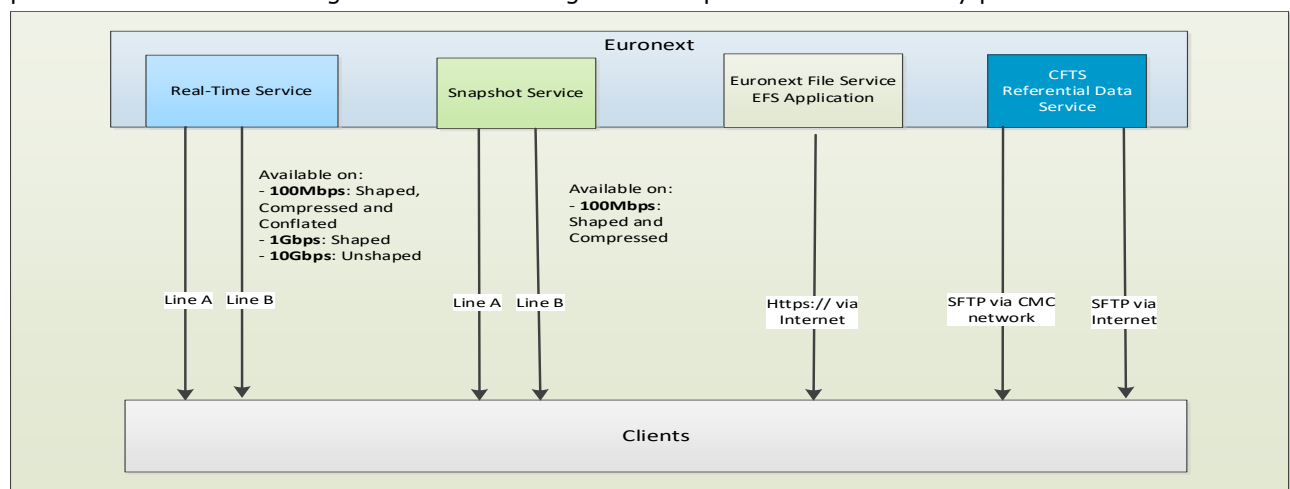 Euronext
Real-Time Service
Snapshot Service
Euronext File Service
EFS Application
CFTS
Referential Data
Service
Available on:
- 100Mbps: Shaped,
Compressed and
Conflated
- 1Gbps: Shaped
- 10Gbps: Unshaped
Available on:
- 100Mbps:
Shaped and
Compressed
Line A
Line B
Line A
Line B
Https:// via
Internet
SFTP via CMC
network
SFTP via
Internet
Clients